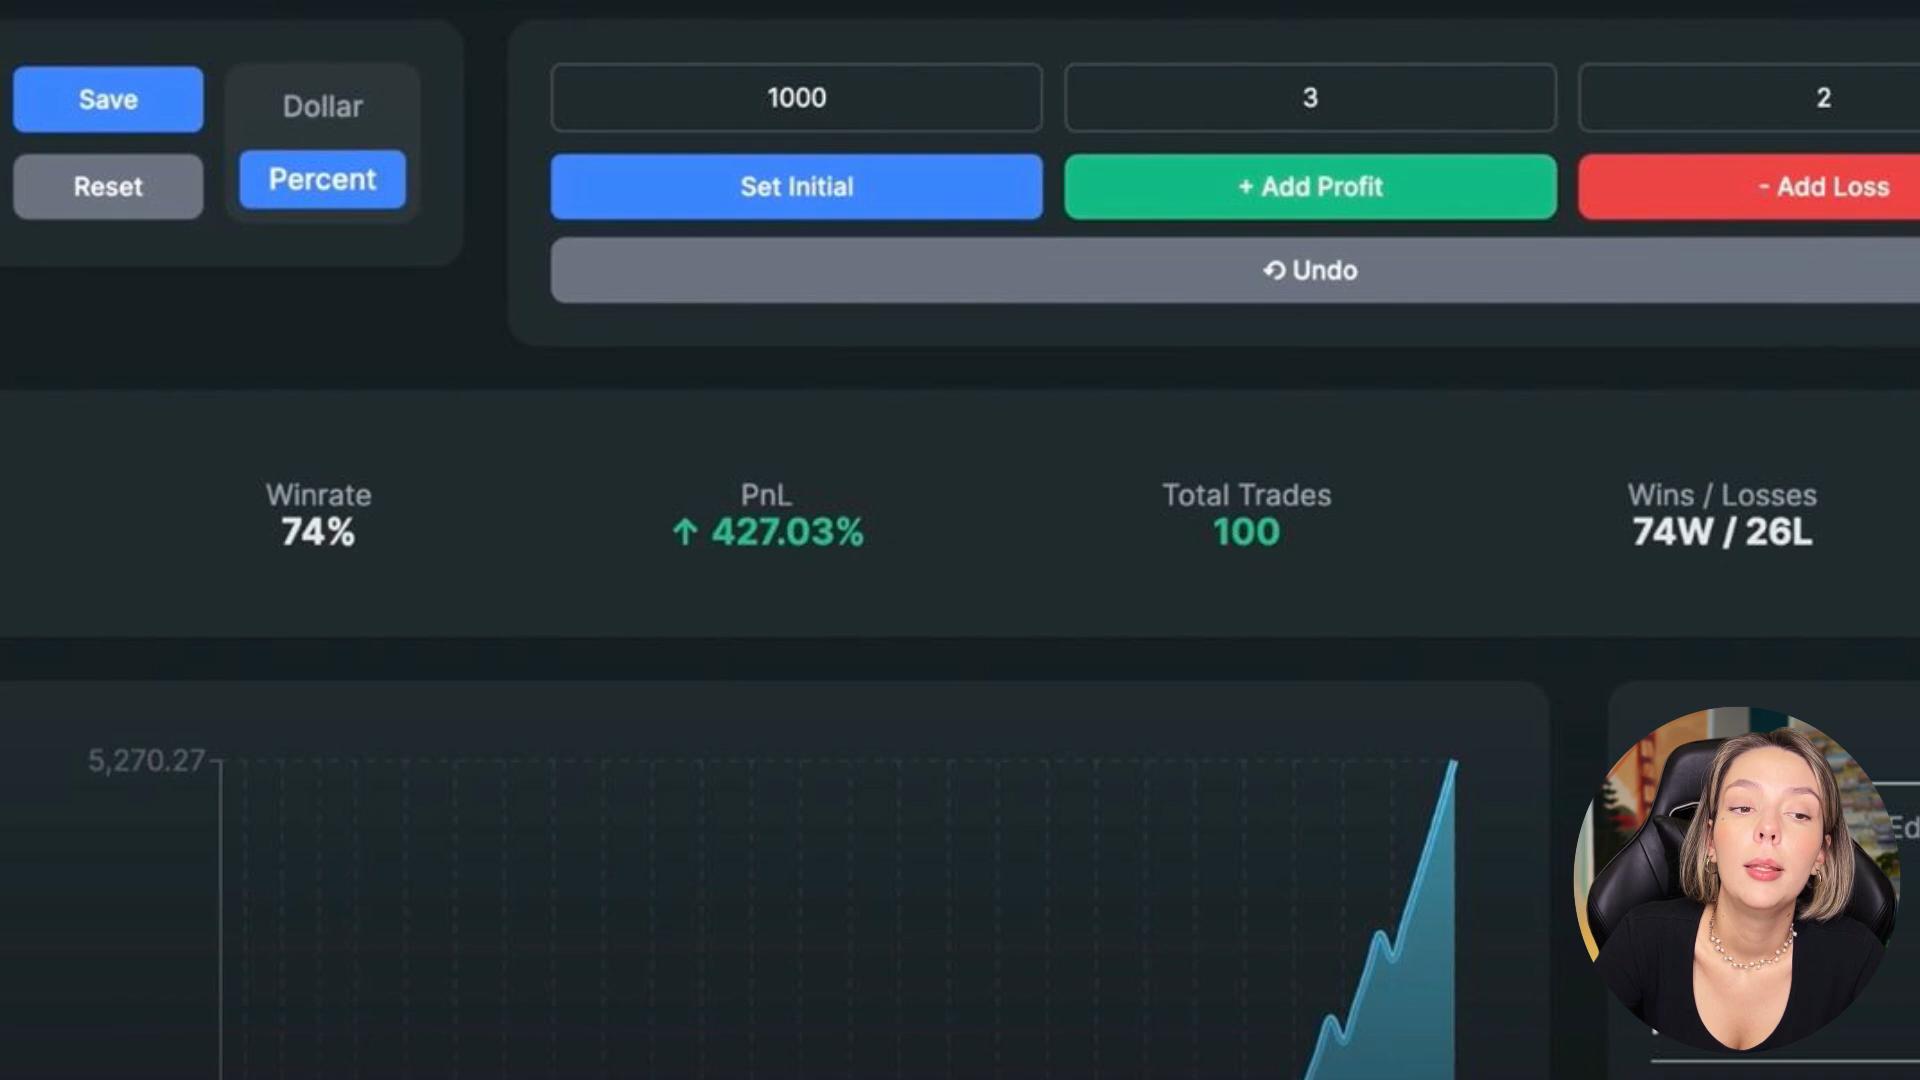 Save
Dollar
Reset
Percent
1000
3
2
Set Initial
+ Add Profit
- Add Loss
Undo
Winrate
74%
PnL
↑ 427.03%
Total Trades
100
Wins / Losses
74W / 26L
5,270.27
Ed